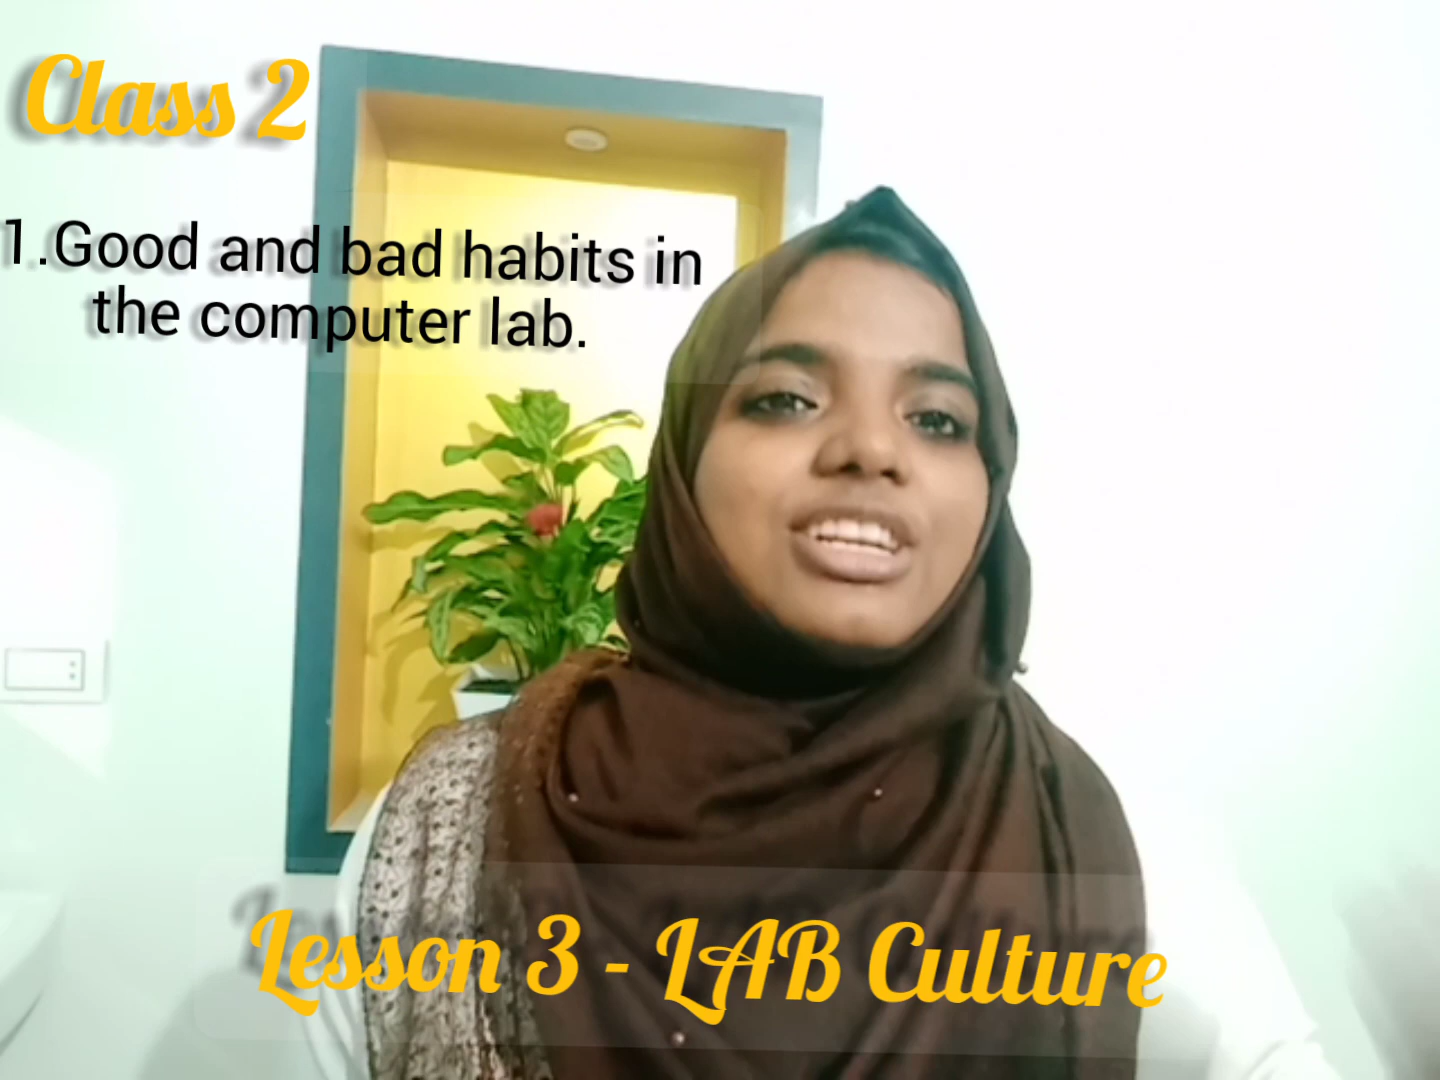 Class 2
1.Good and bad habits in
the computer lab.
Lesson 3 - LAB Culture